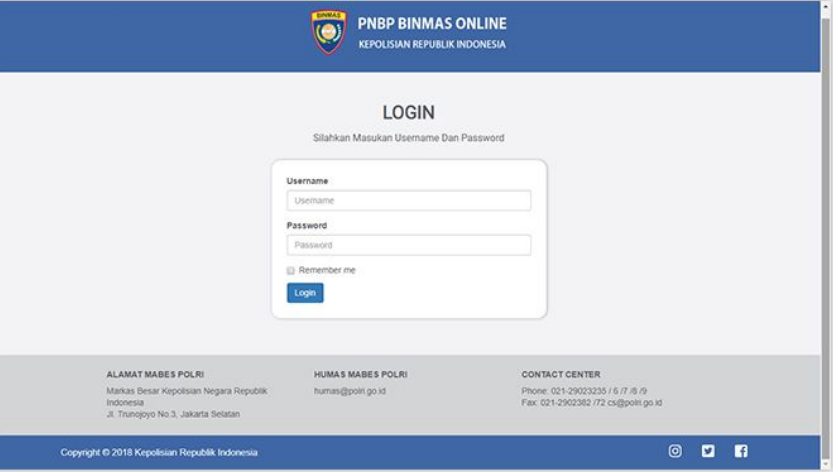 BINMAS
PNBP BINMAS ONLINE
KEPOLISIAN REPUBLIK INDONESIA
LOGIN
Silahkan Masukan Username Dan Password
Username
Username
Password
Password
Remember me
Login
ALAMAT MABES POLRI
Markas Besar Kepolisian Negara Republik
Indonesia
Jl. Trunojoyo No.3, Jakarta Selatan
HUMAS MABES POLRI
humas@polri.go.id
CONTACT CENTER
Phone: 021-29023235 / 6 /7 /8 /9
Fax: 021-2902382 /72 cs@polri.go.id
Copyright © 2018 Kepolisian Republik Indonesia